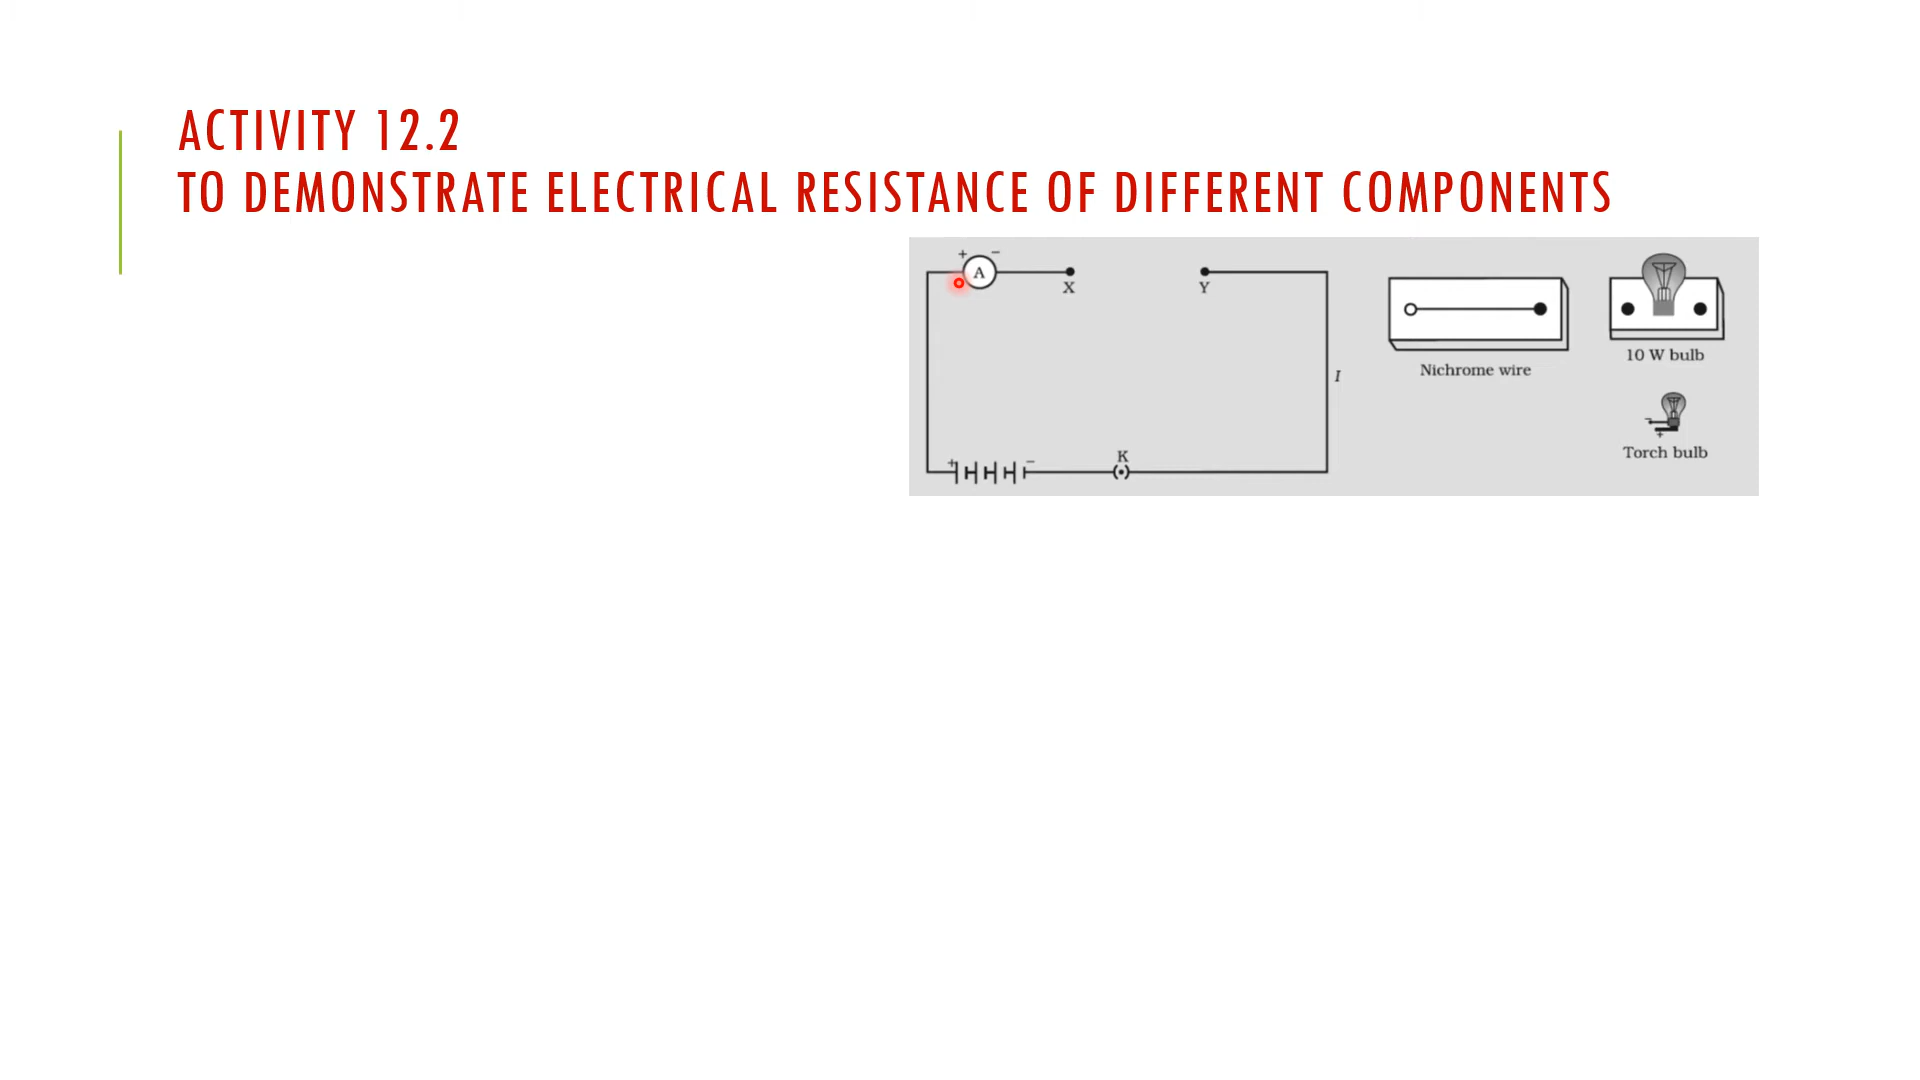 ACTIVITY 12.2
TO DEMONSTRATE ELECTRICAL RESISTANCE OF DIFFERENT COMPONENTS
+ −
A
X
Y
I
+ −
K
Nichrome wire
10 W bulb
− +
Torch bulb